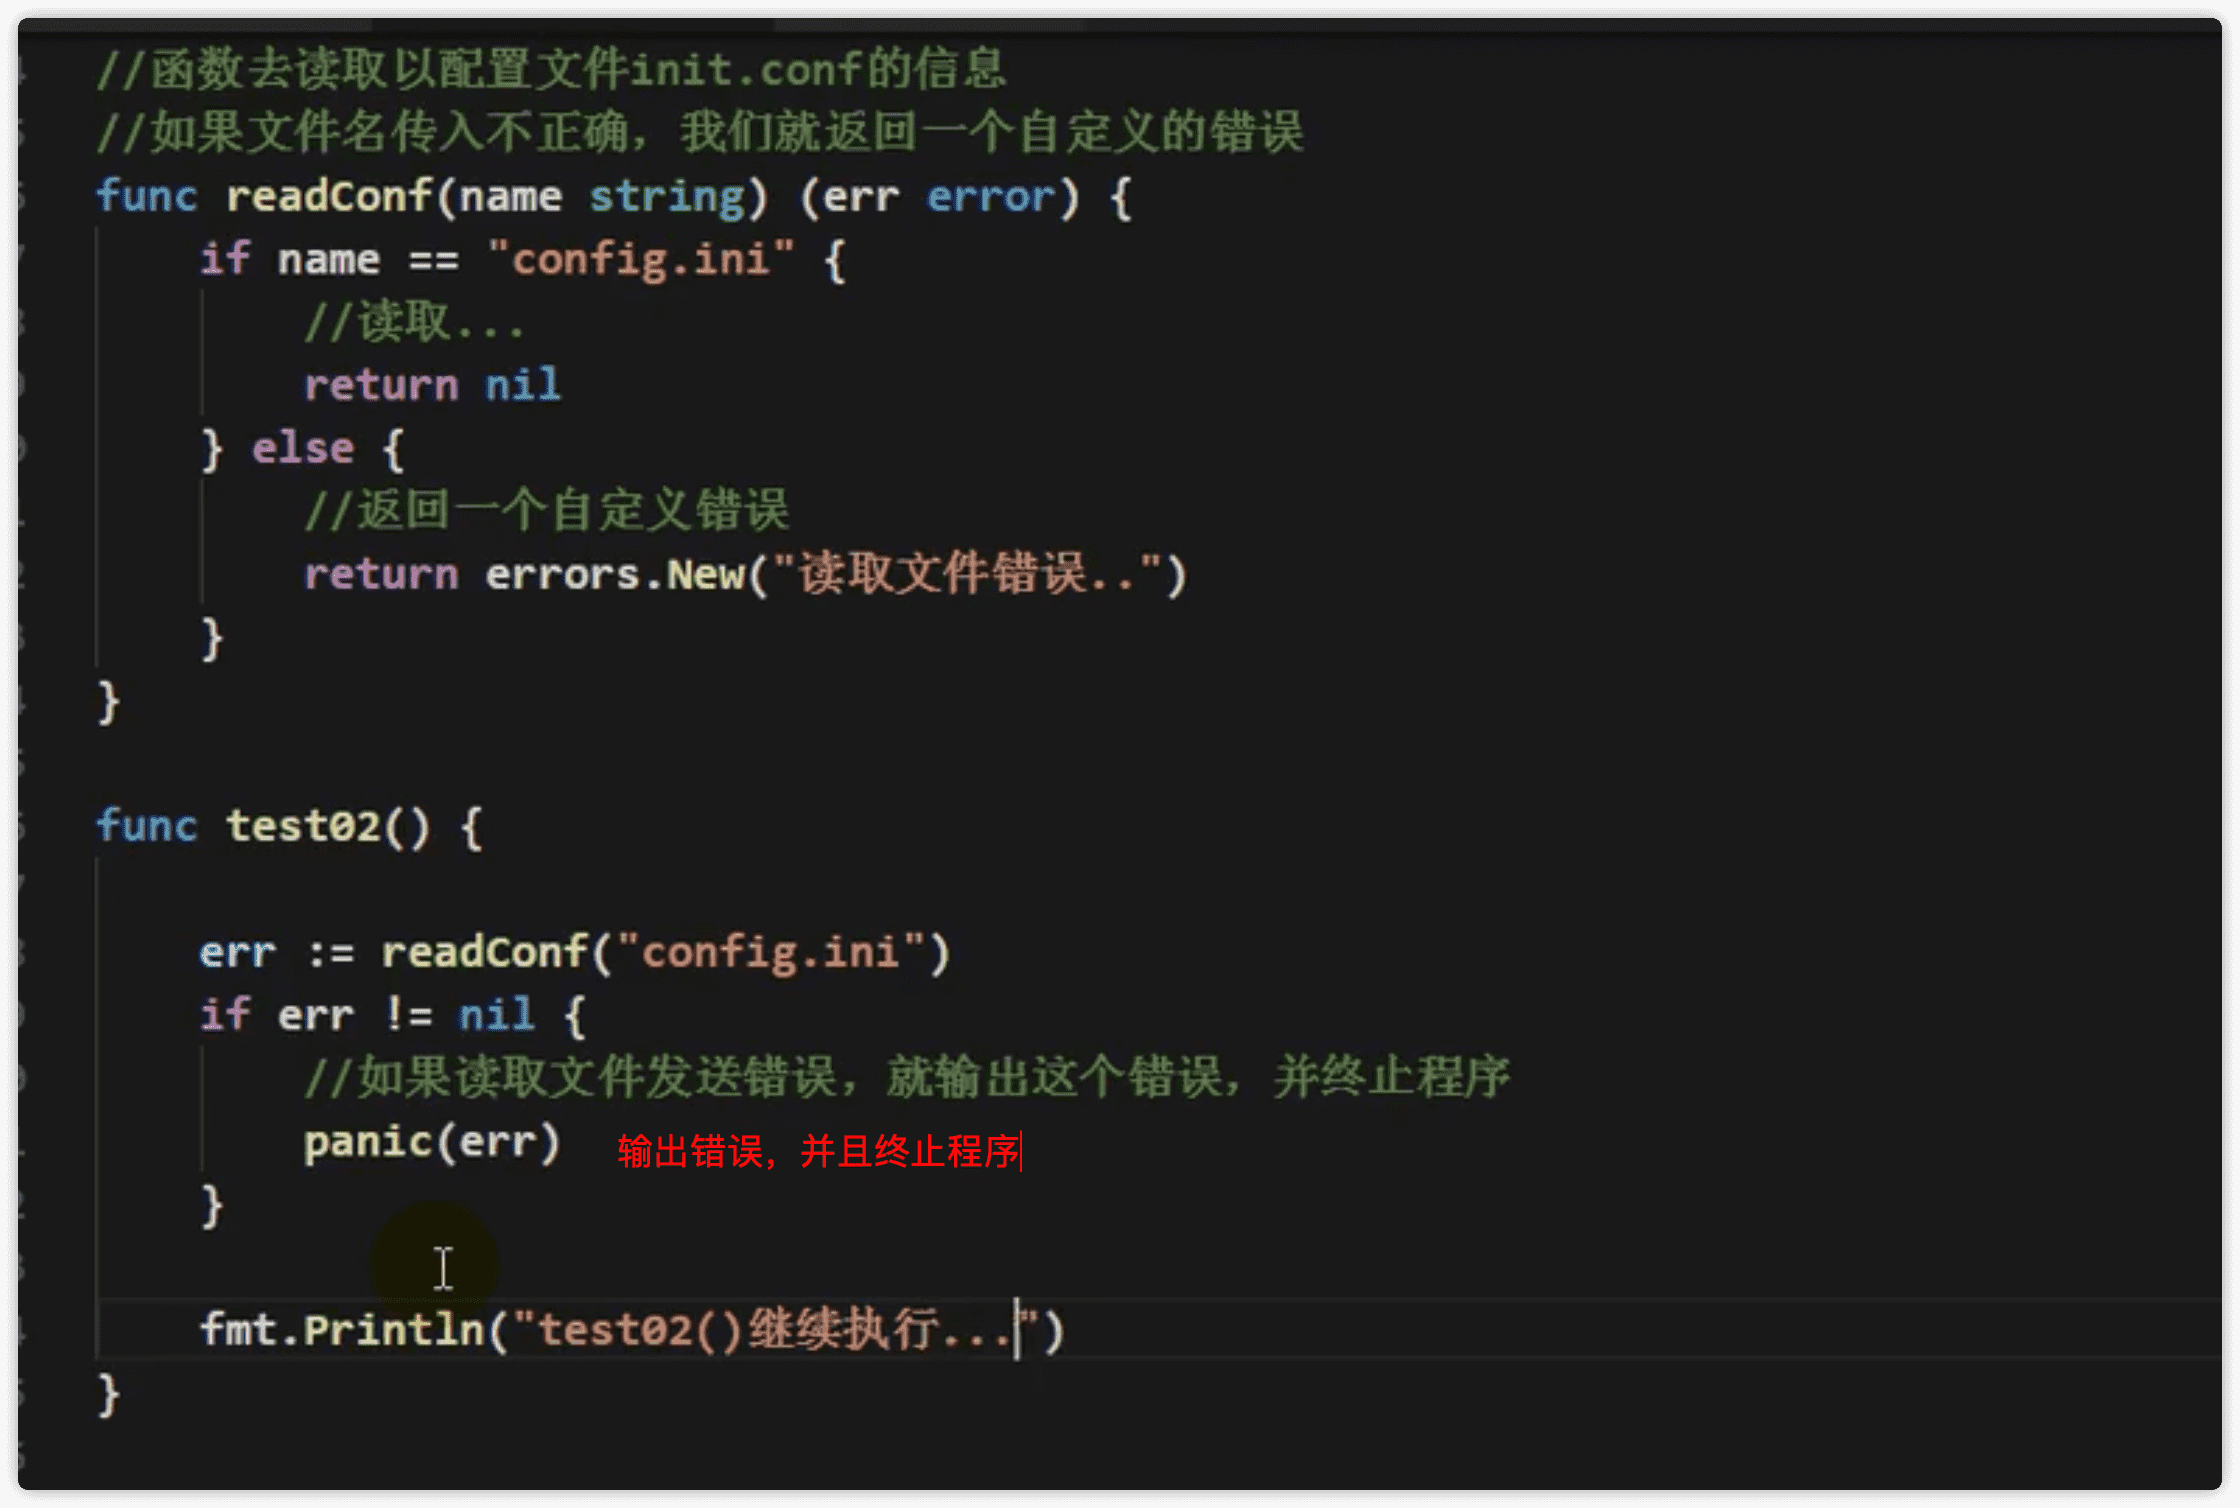 //函数去读取以配置文件init.conf的信息
//如果文件名传入不正确，我们就返回一个自定义的错误
func readConf(name string) (err error) {
    if name == "config.ini" {
        //读取...
        return nil
    } else {
        //返回一个自定义错误
        return errors.New("读取文件错误..")
    }
}
func test02() {
    err := readConf("config.ini")
    if err != nil {
        //如果读取文件发送错误，就输出这个错误，并终止程序
        panic(err) 输出错误，并且终止程序
    }
    fmt.Println("test02()继续执行...")
}